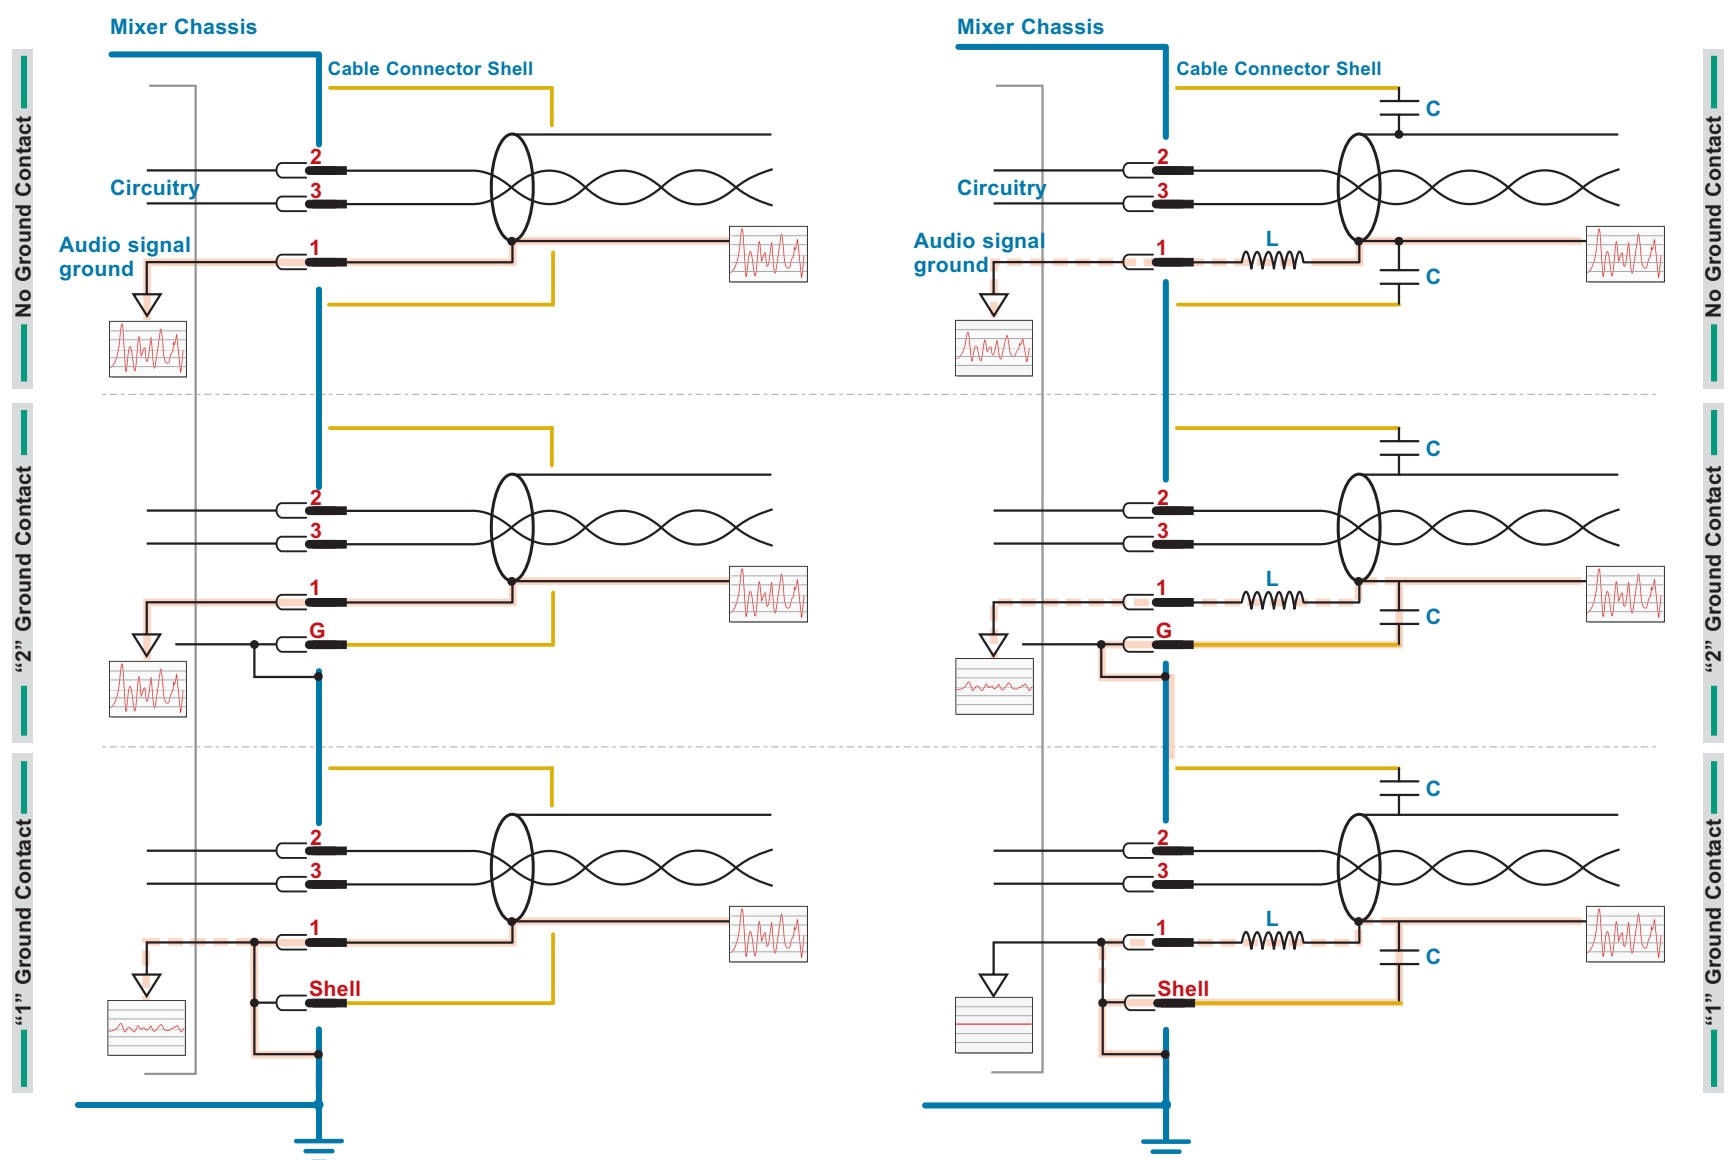 Mixer Chassis
Cable Connector Shell
2
Circuitry
3
Audio signal
ground
1
No Ground Contact
Mixer Chassis
Cable Connector Shell
C
2
Circuitry
3
Audio signal
ground
1
L
C
No Ground Contact
2
3
1
G
“2” Ground Contact
C
2
3
1
L
C
G
“2” Ground Contact
2
3
1
Shell
“1” Ground Contact
C
2
3
1
L
C
Shell
“1” Ground Contact